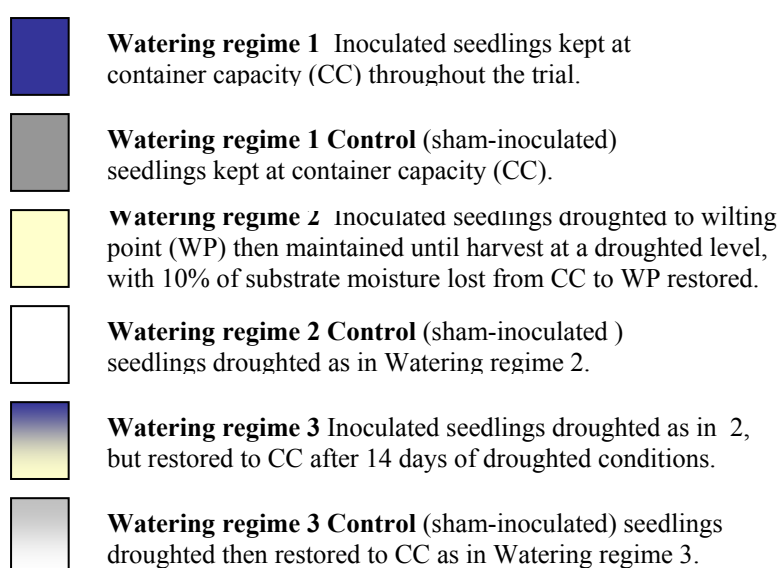 Watering regime 1 Inoculated seedlings kept at
container capacity (CC) throughout the trial.
Watering regime 1 Control (sham-inoculated)
seedlings kept at container capacity (CC).
Watering regime 2 Inoculated seedlings droughted to wilting
point (WP) then maintained until harvest at a droughted level,
with 10% of substrate moisture lost from CC to WP restored.
Watering regime 2 Control (sham-inoculated )
seedlings droughted as in Watering regime 2.
Watering regime 3 Inoculated seedlings droughted as in 2,
but restored to CC after 14 days of droughted conditions.
Watering regime 3 Control (sham-inoculated) seedlings
droughted then restored to CC as in Watering regime 3.